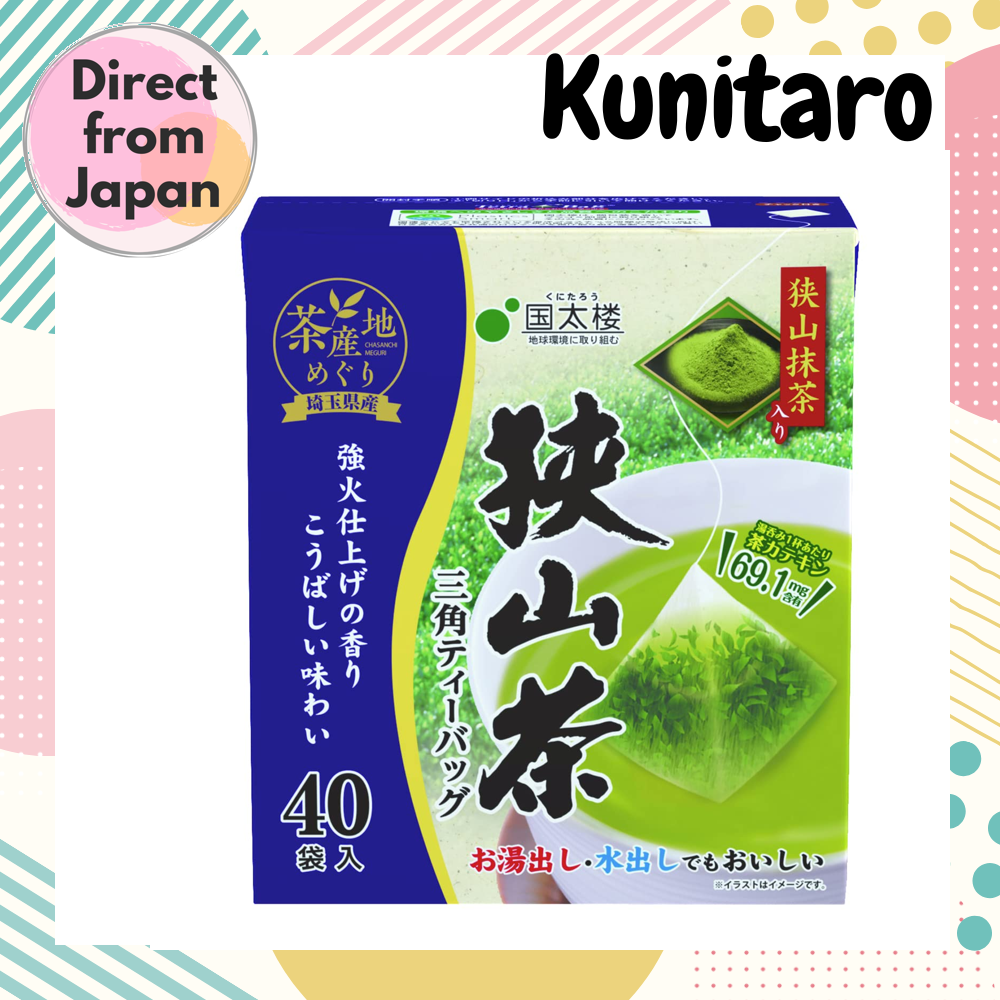 Direct
from
Japan
Kunitaro
茶産地
CHASANCHI
MEGURI
めぐり
埼玉県産
くにたろう
国太楼
地球環境に取り組む
狭山抹茶
入り
強火仕上げの香り
こうばしい味わい
狭山茶
三角ティーバッグ
湯呑み1杯あたり
茶カテキン
69.1mg
含有
40
袋入
お湯出し・水出しでもおいしい
※イラストはイメージです。